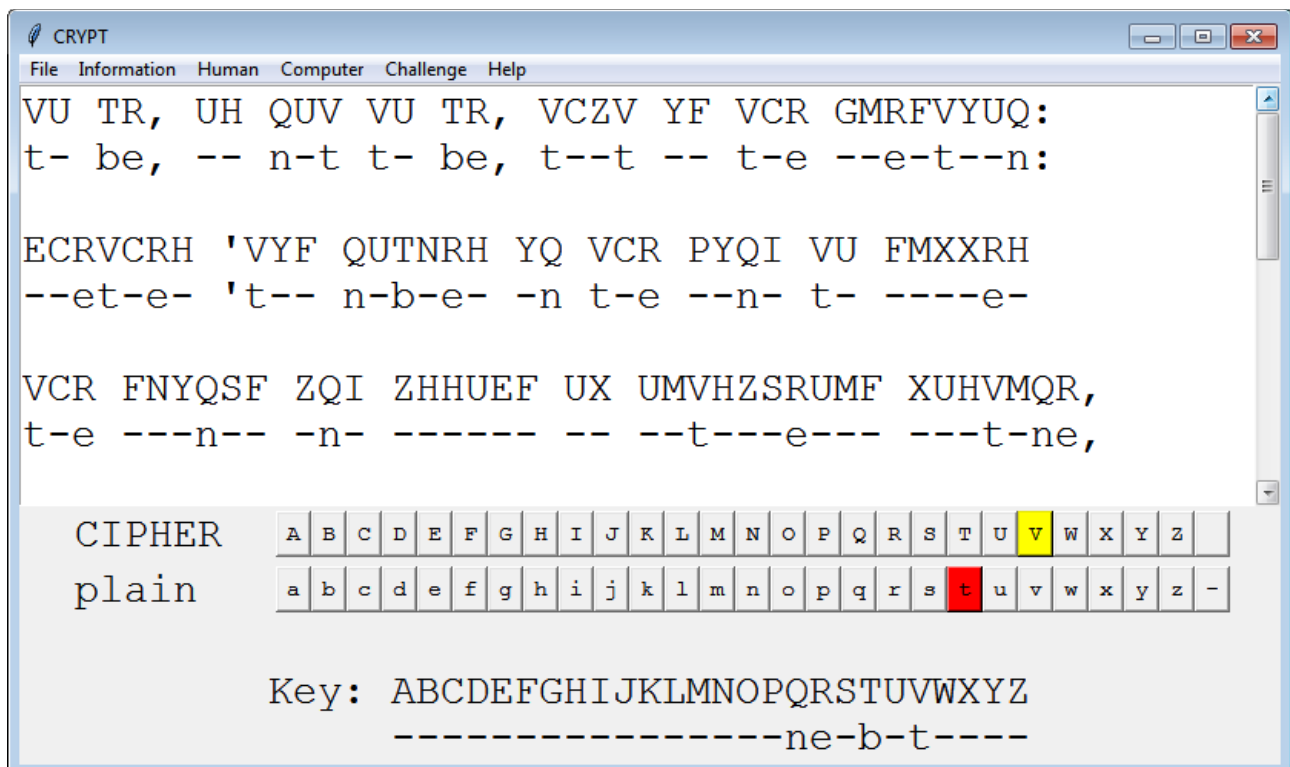 CRYPT
File Information Human Computer Challenge Help
VU TR, UH QUV VU TR, VCZV YF VCR GMRFVYUQ:
t- be, -- n-t t- be, t--t -- t-e --e-t--n:
ECRVCRH 'VYF QUTNRH YQ VCR PYQI VU FMXXRH
--et-e- 't-- n-b-e- -n t-e --n- t- ----e-
VCR FNYQSF ZQI ZHHUEF UX UMVHZSRUMF XUHVMQR,
t-e ---n-- -n- ------ -- --t---e--- ---t-ne,
CIPHER A B C D E F G H I J K L M N O P Q R S T U V W X Y Z
plain a b c d e f g h i j k l m n o p q r s t u v w x y z -
Key: ABCDEFGHIJKLMNOPQRSTUVWXYZ
----------------ne-b-t----